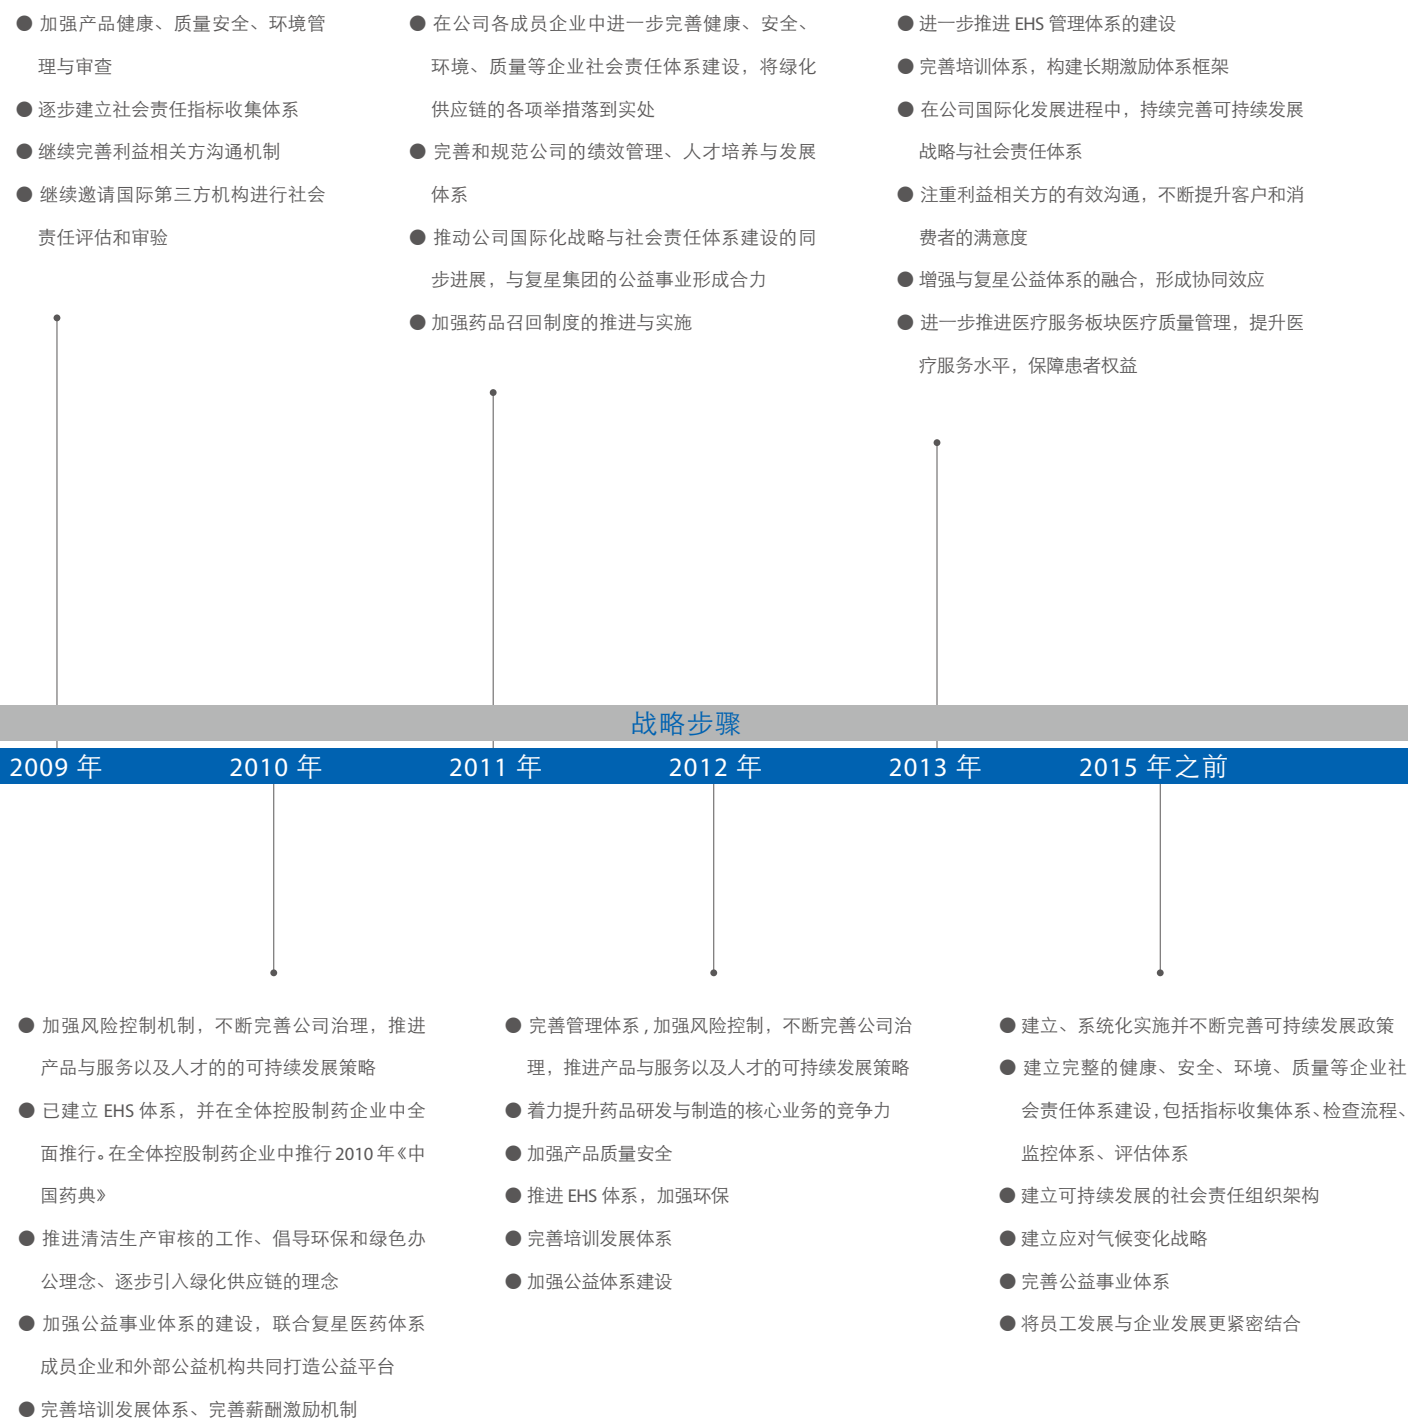 ● 加强产品健康、质量安全、环境管
理与审查
● 逐步建立社会责任指标收集体系
● 继续完善利益相关方沟通机制
● 继续邀请国际第三方机构进行社会
责任评估和审验
● 在公司各成员企业中进一步完善健康、安全、
环境、质量等企业社会责任体系建设，将绿化
供应链的各项举措落到实处
● 完善和规范公司的绩效管理、人才培养与发展
体系
● 推动公司国际化战略与社会责任体系建设的同
步进展，与复星集团的公益事业形成合力
● 加强药品召回制度的推进与实施
● 进一步推进 EHS 管理体系的建设
● 完善培训体系，构建长期激励体系框架
● 在公司国际化发展进程中，持续完善可持续发展
战略与社会责任体系
● 注重利益相关方的有效沟通，不断提升客户和消
费者的满意度
● 增强与复星公益体系的融合，形成协同效应
● 进一步推进医疗服务板块医疗质量管理，提升医
疗服务水平，保障患者权益
战略步骤
2009 年 2010 年 2011 年 2012 年 2013 年 2015 年之前
● 加强风险控制机制，不断完善公司治理，推进
产品与服务以及人才的的可持续发展策略
● 已建立 EHS 体系，并在全体控股制药企业中全
面推行。在全体控股制药企业中推行 2010 年《中
国药典》
● 推进清洁生产审核的工作、倡导环保和绿色办
公理念、逐步引入绿化供应链的理念
● 加强公益事业体系的建设，联合复星医药体系
成员企业和外部公益机构共同打造公益平台
● 完善培训发展体系、完善薪酬激励机制
● 完善管理体系 , 加强风险控制，不断完善公司治
理，推进产品与服务以及人才的可持续发展策略
● 着力提升药品研发与制造的核心业务的竞争力
● 加强产品质量安全
● 推进 EHS 体系，加强环保
● 完善培训发展体系
● 加强公益体系建设
● 建立、系统化实施并不断完善可持续发展政策
● 建立完整的健康、安全、环境、质量等企业社
会责任体系建设，包括指标收集体系、检查流程、
监控体系、评估体系
● 建立可持续发展的社会责任组织架构
● 建立应对气候变化战略
● 完善公益事业体系
● 将员工发展与企业发展更紧密结合